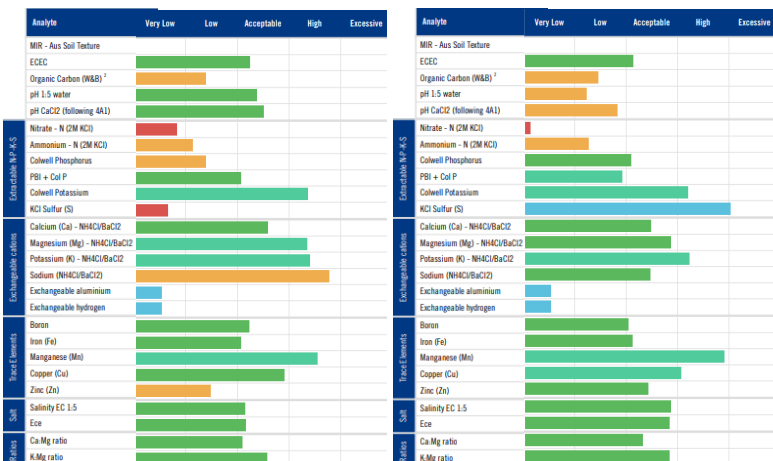 Analyte Very Low Low Acceptable High Excessive
MIR - Aus Soil Texture
ECEC
Organic Carbon (W&B) ²
pH 1:5 water
pH CaCl2 (following 4A1)
Extractable N-P-K-S
Nitrate - N (2M KCl)
Ammonium - N (2M KCl)
Colwell Phosphorus
PBI + Col P
Colwell Potassium
KCl Sulfur (S)
Exchangeable cations
Calcium (Ca) - NH4Cl/BaCl2
Magnesium (Mg) - NH4Cl/BaCl2
Potassium (K) - NH4Cl/BaCl2
Sodium (NH4Cl/BaCl2)
Exchangeable aluminium
Exchangeable hydrogen
Trace Elements
Boron
Iron (Fe)
Manganese (Mn)
Copper (Cu)
Zinc (Zn)
Salt
Salinity EC 1:5
Ece
Ratios
Ca:Mg ratio
K:Mg ratio
Analyte Very Low Low Acceptable High Excessive
MIR - Aus Soil Texture
ECEC
Organic Carbon (W&B) ²
pH 1:5 water
pH CaCl2 (following 4A1)
Extractable N-P-K-S
Nitrate - N (2M KCl)
Ammonium - N (2M KCl)
Colwell Phosphorus
PBI + Col P
Colwell Potassium
KCl Sulfur (S)
Exchangeable cations
Calcium (Ca) - NH4Cl/BaCl2
Magnesium (Mg) - NH4Cl/BaCl2
Potassium (K) - NH4Cl/BaCl2
Sodium (NH4Cl/BaCl2)
Exchangeable aluminium
Exchangeable hydrogen
Trace Elements
Boron
Iron (Fe)
Manganese (Mn)
Copper (Cu)
Zinc (Zn)
Salt
Salinity EC 1:5
Ece
Ratios
Ca:Mg ratio
K:Mg ratio